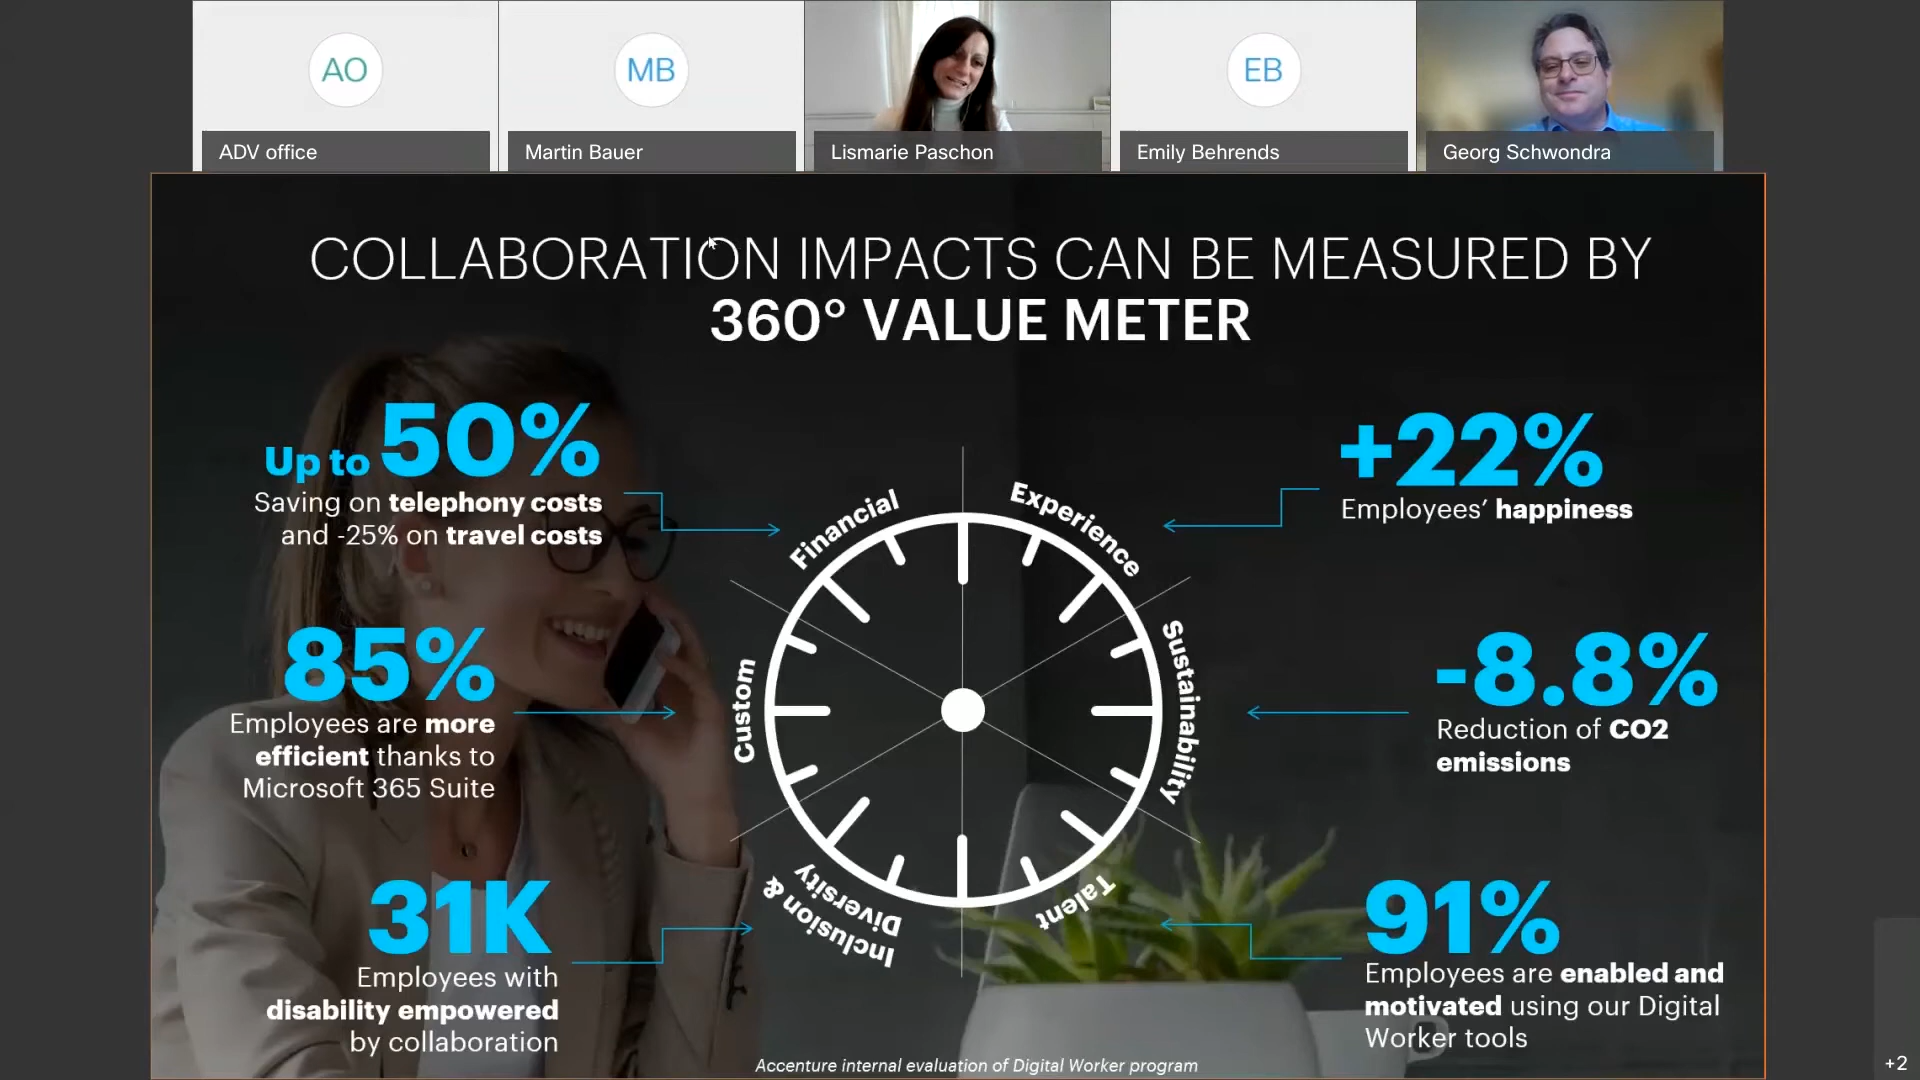 AO
MB
EB
ADV office
Martin Bauer
Lismarie Paschon
Emily Behrends
Georg Schwondra
COLLABORATION IMPACTS CAN BE MEASURED BY
360° VALUE METER
Up to 50%
Saving on telephony costs
and -25% on travel costs
85%
Employees are more
efficient thanks to
Microsoft 365 Suite
31K
Employees with
disability empowered
by collaboration
Financial
Experience
Custom
Sustainability
Inclusion &
Diversity
Talent
+22%
Employees’ happiness
-8.8%
Reduction of CO2
emissions
91%
Employees are enabled and
motivated using our Digital
Worker tools
Accenture internal evaluation of Digital Worker program
+2